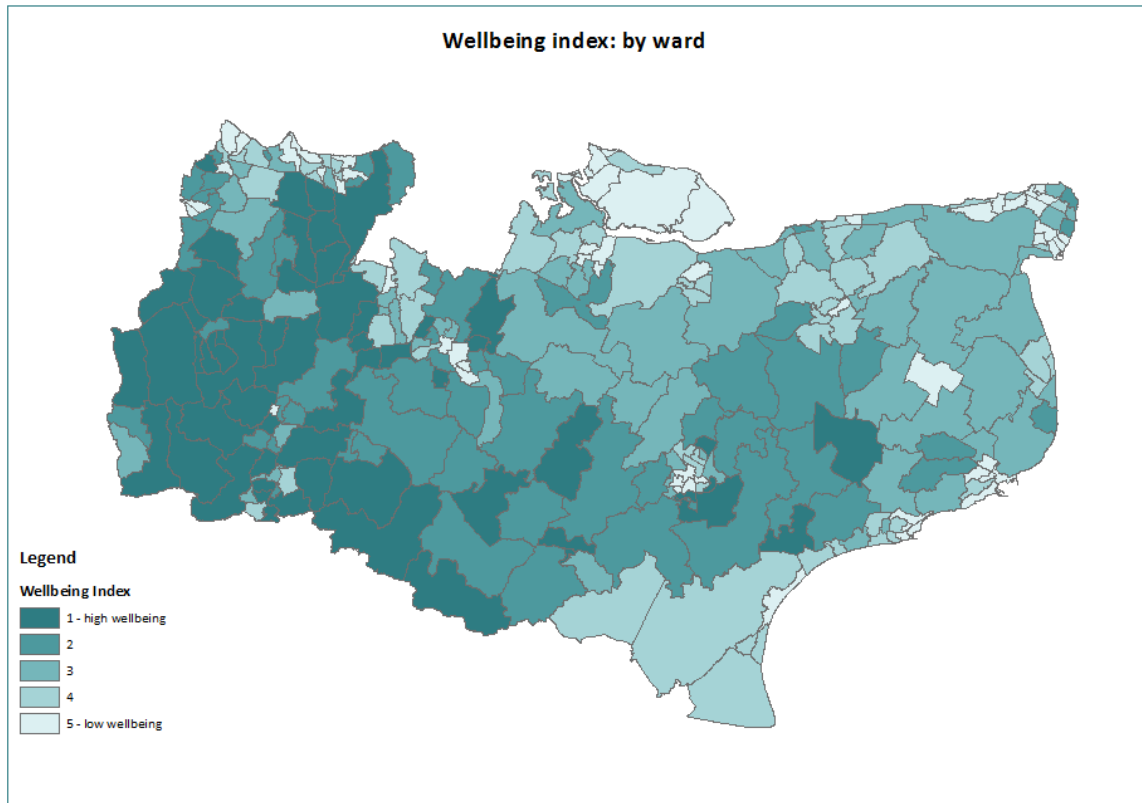 Wellbeing index: by ward
Legend
Wellbeing Index
1 - high wellbeing
2
3
4
5 - low wellbeing